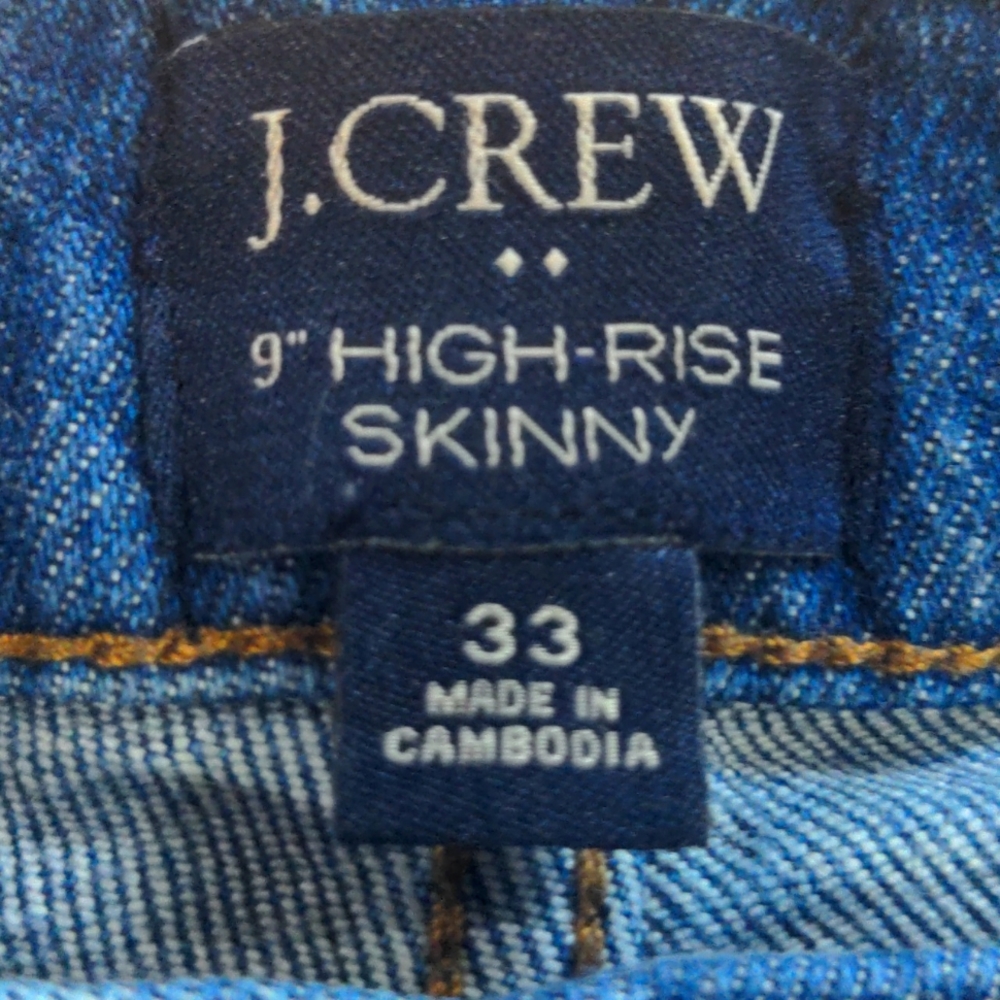 J.CREW
9" HIGH-RISE
SKINNY
33
MADE IN
CAMBODIA